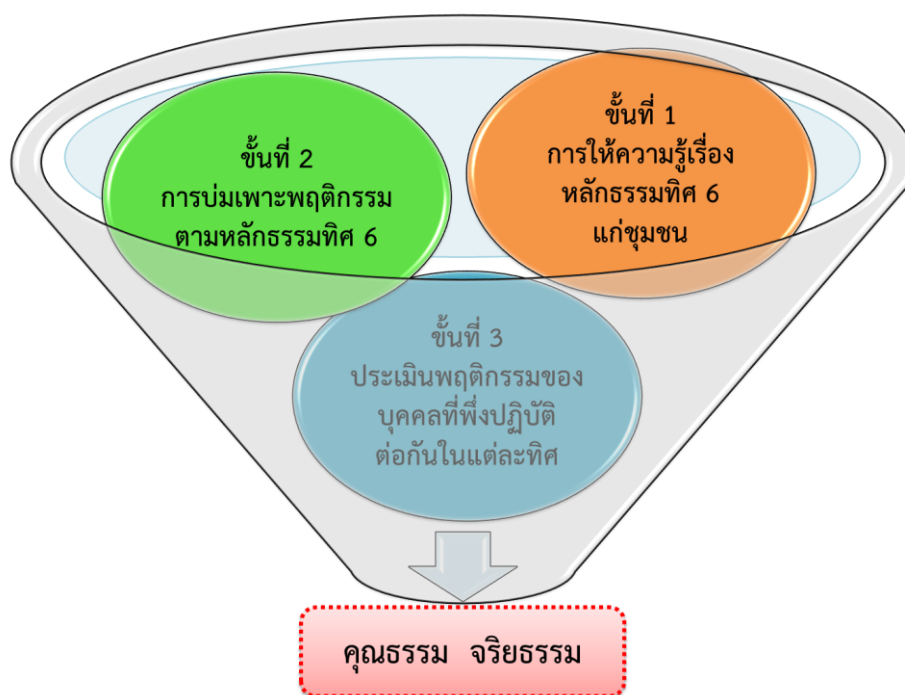 ขั้นที่ 1
การให้ความรู้เรื่อง
หลักธรรมทิศ 6
แก่ชุมชน
ขั้นที่ 2
การบ่มเพาะพฤติกรรม
ตามหลักธรรมทิศ 6
ขั้นที่ 3
ประเมินพฤติกรรมของ
บุคคลที่พึ่งปฏิบัติ
ต่อกันในแต่ละทิศ
คุณธรรม จริยธรรม